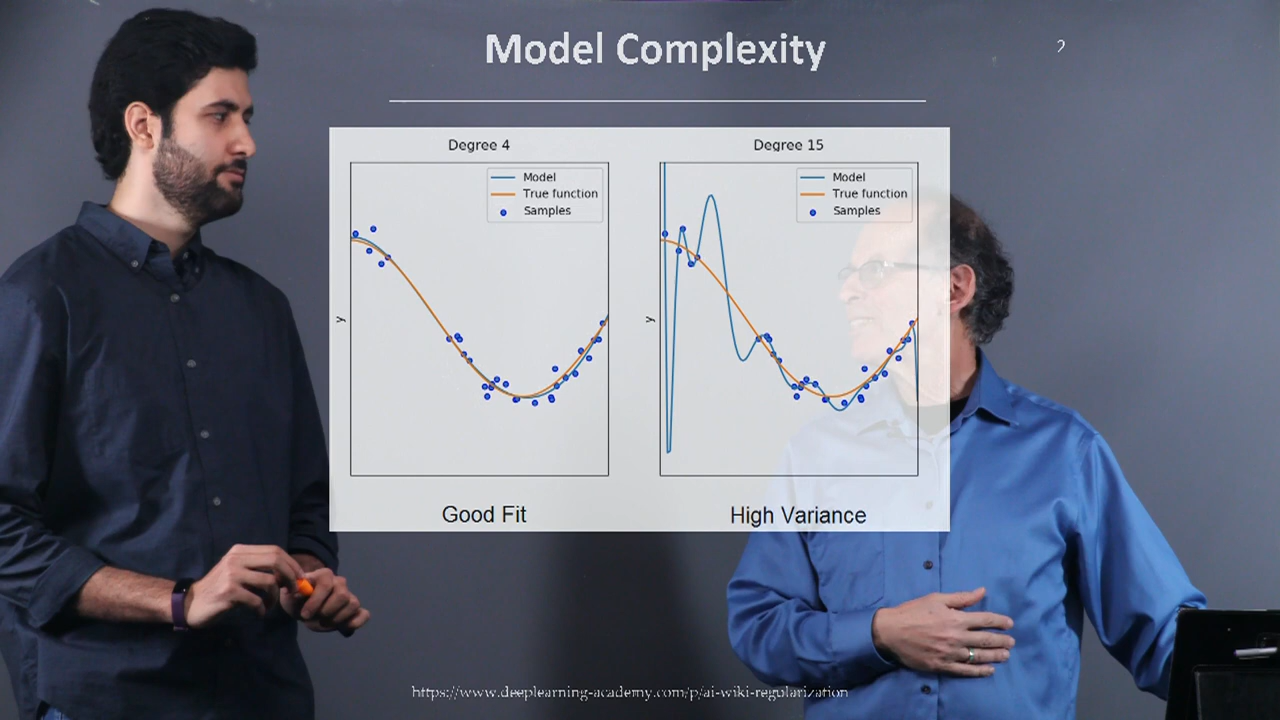 Model Complexity
2
Degree 4
Model
True function
Samples
y
Good Fit
Degree 15
Model
True function
Samples
y
High Variance
https://www.deeplearning-academy.com/p/ai-wiki-regularization